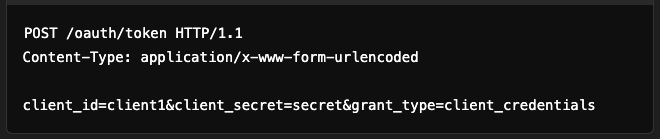 POST /oauth/token HTTP/1.1
Content-Type: application/x-www-form-urlencoded
client_id=client1&client_secret=secret&grant_type=client_credentials